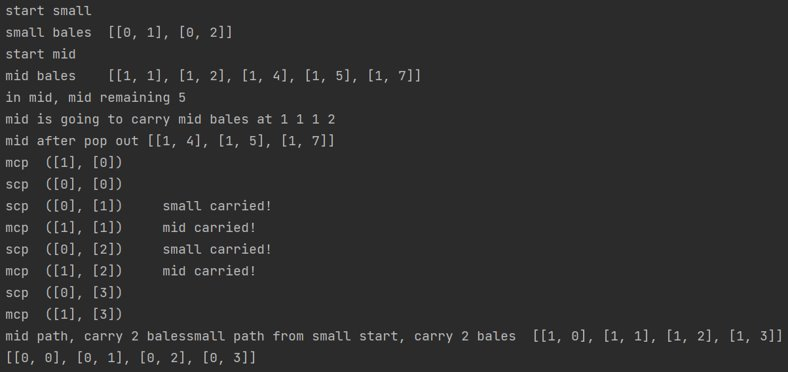 start small
small bales  [[0, 1], [0, 2]]
start mid
mid bales    [[1, 1], [1, 2], [1, 4], [1, 5], [1, 7]]
in mid, mid remaining 5
mid is going to carry mid bales at 1 1 1 2
mid after pop out [[1, 4], [1, 5], [1, 7]]
mcp  ([1], [0])
scp  ([0], [0])
scp  ([0], [1])     small carried!
mcp  ([1], [1])     mid carried!
scp  ([0], [2])     small carried!
mcp  ([1], [2])     mid carried!
scp  ([0], [3])
mcp  ([1], [3])
mid path, carry 2 balessmall path from small start, carry 2 bales  [[1, 0], [1, 1], [1, 2], [1, 3]]
[[0, 0], [0, 1], [0, 2], [0, 3]]